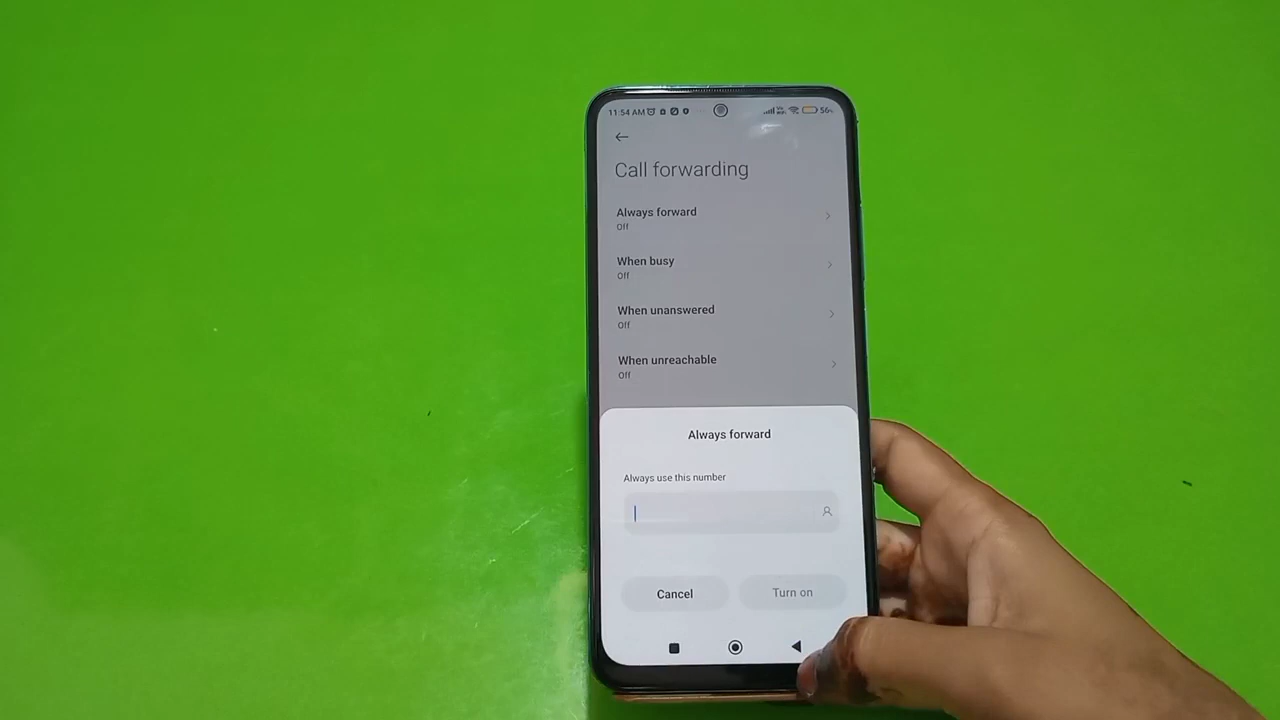 11:54 AM
56%
Call forwarding
Always forward
Off
When busy
Off
When unanswered
Off
When unreachable
Off
Always forward
Always use this number
Cancel
Turn on